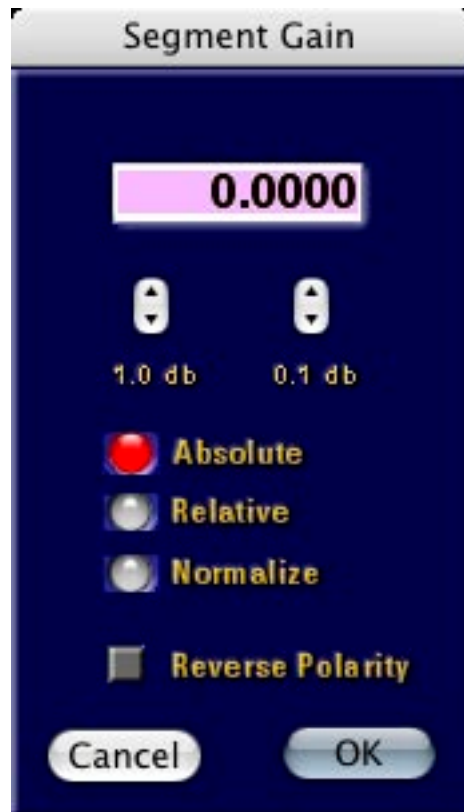 Segment Gain
0.0000
1.0 db 0.1 db
Absolute
Relative
Normalize
Reverse Polarity
Cancel OK